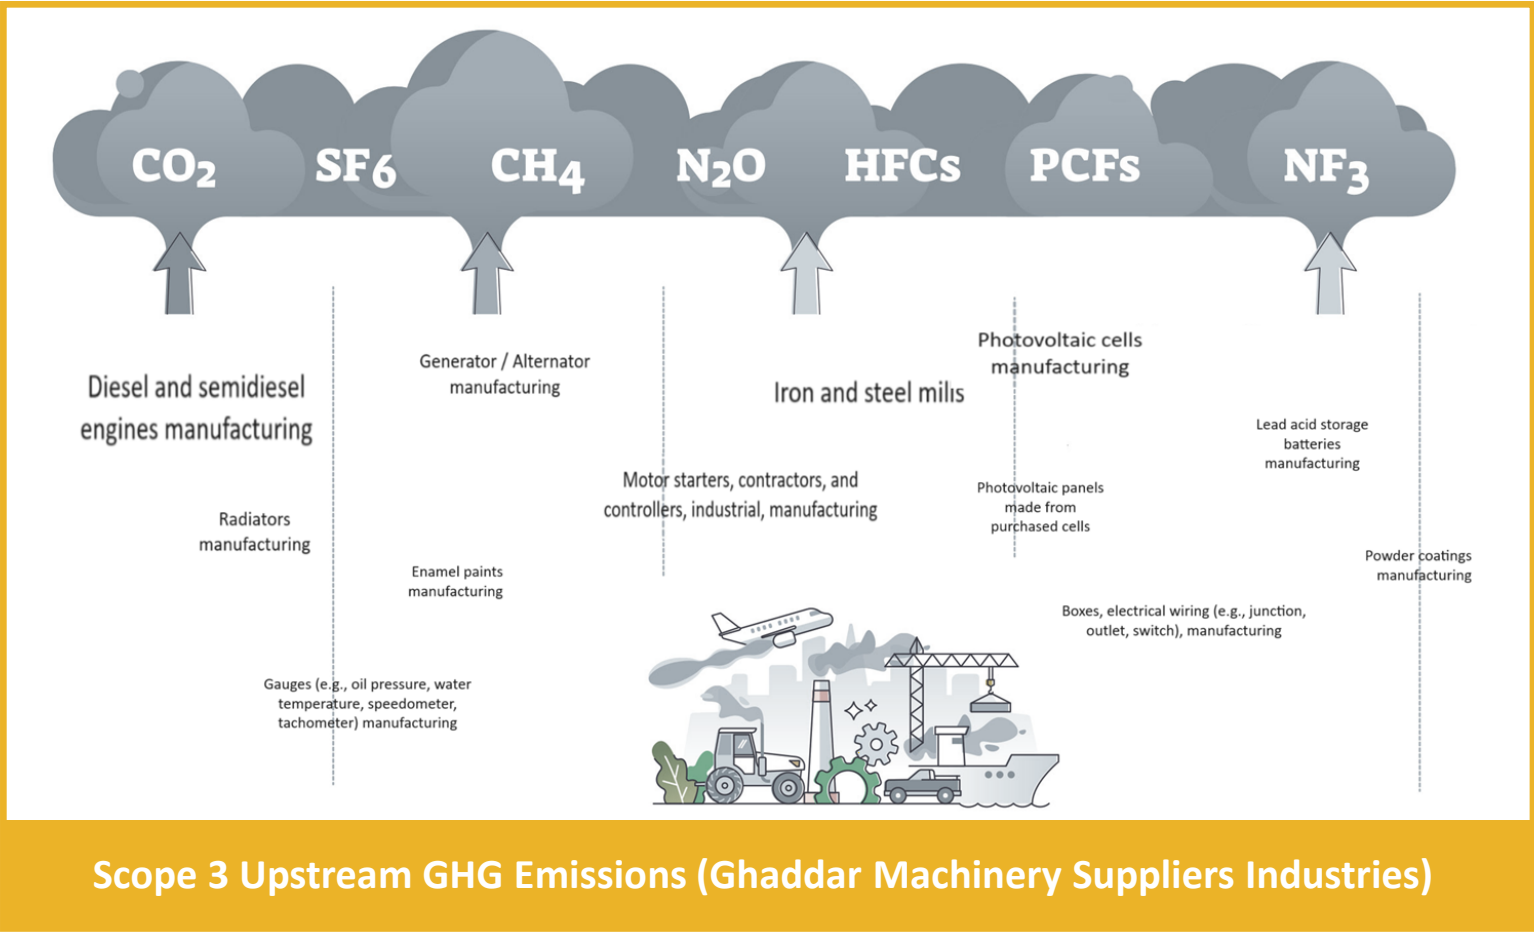 CO2 SF6 CH4 N2O HFCs PCFs NF3
Diesel and semidiesel
engines manufacturing
Radiators
manufacturing
Generator / Alternator
manufacturing
Enamel paints
manufacturing
Gauges (e.g., oil pressure, water
temperature, speedometer,
tachometer) manufacturing
Motor starters, contractors, and
controllers, industrial, manufacturing
Iron and steel mills
Photovoltaic cells
manufacturing
Photovoltaic panels
made from
purchased cells
Lead acid storage
batteries
manufacturing
Powder coatings
manufacturing
Boxes, electrical wiring (e.g., junction,
outlet, switch), manufacturing
Scope 3 Upstream GHG Emissions (Ghaddar Machinery Suppliers Industries)